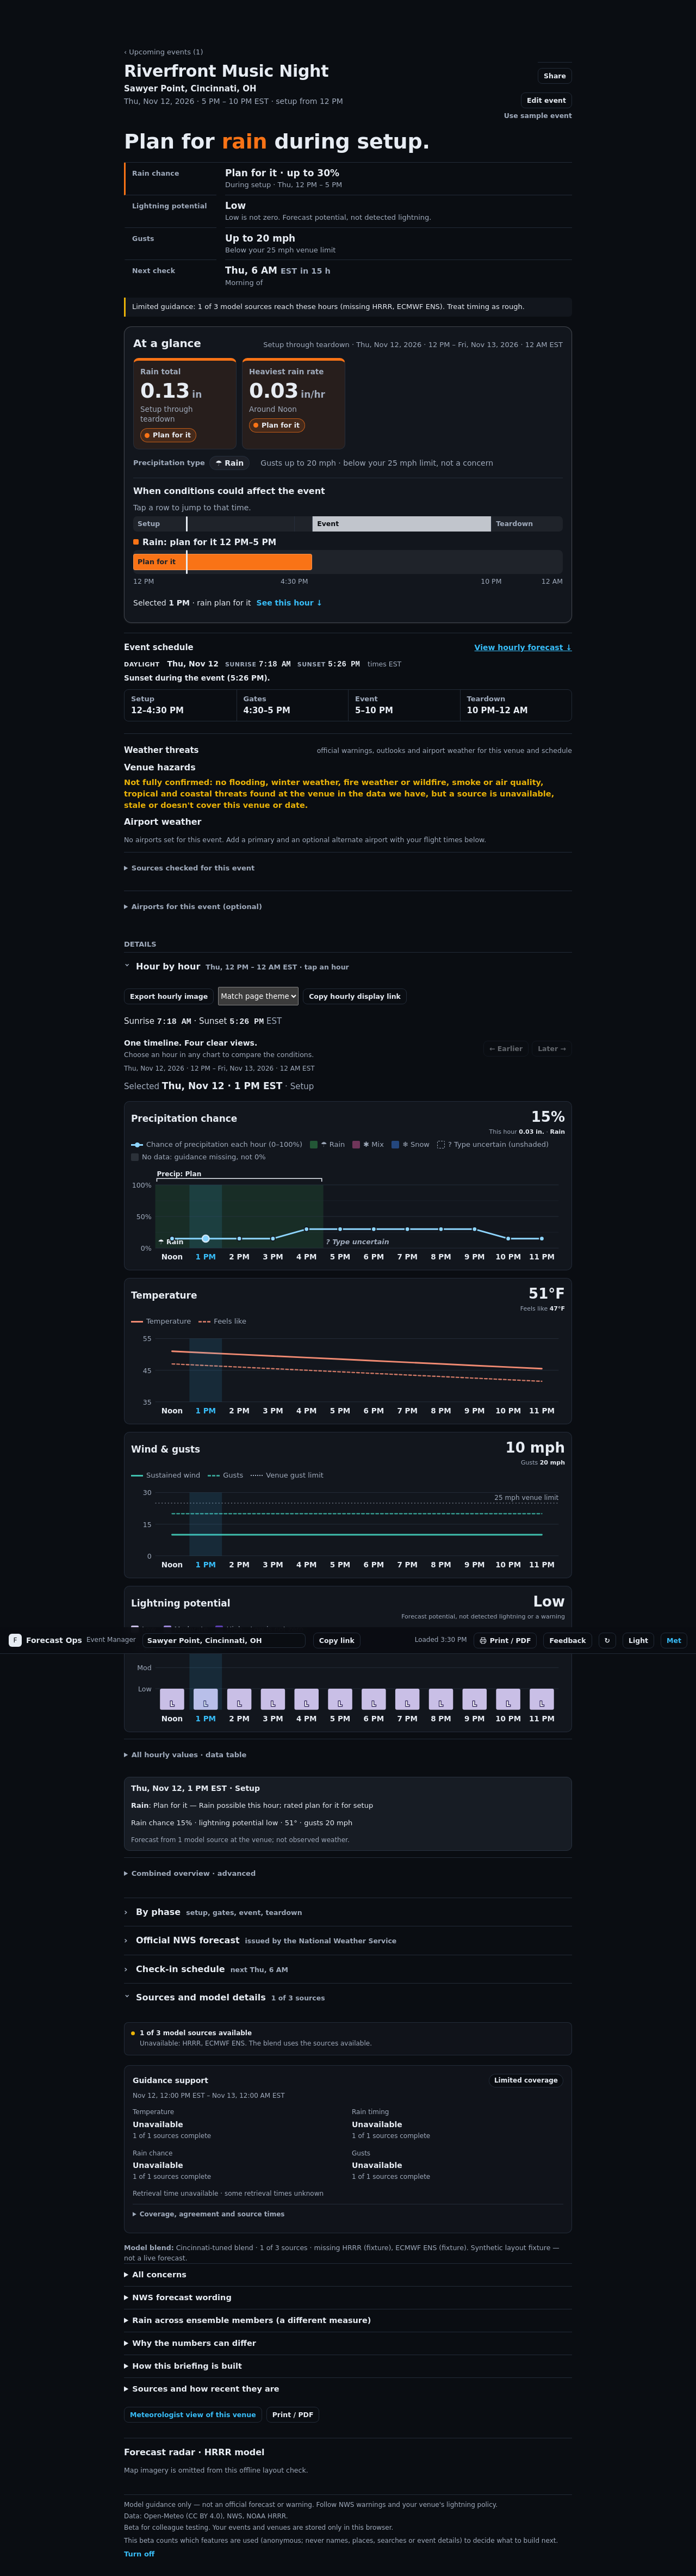 ‹ Upcoming events (1)
Riverfront Music Night
Sawyer Point, Cincinnati, OH
Thu, Nov 12, 2026 · 5 PM – 10 PM EST · setup from 12 PM
Share
Edit event
Use sample event
Plan for rain during setup.
Rain chance
Plan for it · up to 30%
During setup · Thu, 12 PM – 5 PM
Lightning potential
Low
Low is not zero. Forecast potential, not detected lightning.
Gusts
Up to 20 mph
Below your 25 mph venue limit
Next check
Thu, 6 AM EST in 15 h
Morning of
Limited guidance: 1 of 3 model sources reach these hours (missing HRRR, ECMWF ENS). Treat timing as rough.
At a glance
Setup through teardown · Thu, Nov 12, 2026 · 12 PM – Fri, Nov 13, 2026 · 12 AM EST
Rain total
0.13 in
Setup through
teardown
Plan for it
Heaviest rain rate
0.03 in/hr
Around Noon
Plan for it
Precipitation type ☂ Rain Gusts up to 20 mph · below your 25 mph limit, not a concern
When conditions could affect the event
Tap a row to jump to that time.
Setup Event Teardown
Rain: plan for it 12 PM–5 PM
Plan for it
12 PM 4:30 PM 10 PM 12 AM
Selected 1 PM · rain plan for it See this hour ↓
Event schedule
View hourly forecast ↓
DAYLIGHT Thu, Nov 12 SUNRISE 7:18 AM SUNSET 5:26 PM times EST
Sunset during the event (5:26 PM).
Setup
12–4:30 PM
Gates
4:30–5 PM
Event
5–10 PM
Teardown
10 PM–12 AM
Weather threats
official warnings, outlooks and airport weather for this venue and schedule
Venue hazards
Not fully confirmed: no flooding, winter weather, fire weather or wildfire, smoke or air quality,
tropical and coastal threats found at the venue in the data we have, but a source is unavailable,
stale or doesn't cover this venue or date.
Airport weather
No airports set for this event. Add a primary and an optional alternate airport with your flight times below.
▶ Sources checked for this event
▶ Airports for this event (optional)
DETAILS
Hour by hour Thu, 12 PM – 12 AM EST · tap an hour
Export hourly image
Match page theme
Copy hourly display link
Sunrise 7:18 AM · Sunset 5:26 PM EST
One timeline. Four clear views.
Choose an hour in any chart to compare the conditions.
← Earlier
Later →
Thu, Nov 12, 2026 · 12 PM – Fri, Nov 13, 2026 · 12 AM EST
Selected Thu, Nov 12 · 1 PM EST · Setup
Precipitation chance
15%
This hour 0.03 in. · Rain
Chance of precipitation each hour (0–100%) ☂ Rain ✱ Mix ❄ Snow ? Type uncertain (unshaded)
No data: guidance missing, not 0%
Precip: Plan
100%
50%
0%
☂ Rain
? Type uncertain
Noon 1 PM 2 PM 3 PM 4 PM 5 PM 6 PM 7 PM 8 PM 9 PM 10 PM 11 PM
Temperature
51°F
Feels like 47°F
Temperature Feels like
55
45
35
Noon 1 PM 2 PM 3 PM 4 PM 5 PM 6 PM 7 PM 8 PM 9 PM 10 PM 11 PM
Wind & gusts
10 mph
Gusts 20 mph
Sustained wind Gusts Venue gust limit
25 mph venue limit
30
15
0
Noon 1 PM 2 PM 3 PM 4 PM 5 PM 6 PM 7 PM 8 PM 9 PM 10 PM 11 PM
Lightning potential
Low
Forecast potential, not detected lightning or a warning
F Forecast Ops Event Manager Sawyer Point, Cincinnati, OH Copy link Loaded 3:30 PM Print / PDF Feedback ↻ Light Met
Mod
Low
L L L L L L L L L L L L
Noon 1 PM 2 PM 3 PM 4 PM 5 PM 6 PM 7 PM 8 PM 9 PM 10 PM 11 PM
▶ All hourly values · data table
Thu, Nov 12, 1 PM EST · Setup
Rain: Plan for it — Rain possible this hour; rated plan for it for setup
Rain chance 15% · lightning potential low · 51° · gusts 20 mph
Forecast from 1 model source at the venue; not observed weather.
▶ Combined overview · advanced
› By phase setup, gates, event, teardown
› Official NWS forecast issued by the National Weather Service
› Check-in schedule next Thu, 6 AM
Sources and model details 1 of 3 sources
1 of 3 model sources available
Unavailable: HRRR, ECMWF ENS. The blend uses the sources available.
Guidance support
Limited coverage
Nov 12, 12:00 PM EST – Nov 13, 12:00 AM EST
Temperature
Unavailable
1 of 1 sources complete
Rain timing
Unavailable
1 of 1 sources complete
Rain chance
Unavailable
1 of 1 sources complete
Gusts
Unavailable
1 of 1 sources complete
Retrieval time unavailable · some retrieval times unknown
▶ Coverage, agreement and source times
Model blend: Cincinnati-tuned blend · 1 of 3 sources · missing HRRR (fixture), ECMWF ENS (fixture). Synthetic layout fixture —
not a live forecast.
▶ All concerns
▶ NWS forecast wording
▶ Rain across ensemble members (a different measure)
▶ Why the numbers can differ
▶ How this briefing is built
▶ Sources and how recent they are
Meteorologist view of this venue
Print / PDF
Forecast radar · HRRR model
Map imagery is omitted from this offline layout check.
Model guidance only — not an official forecast or warning. Follow NWS warnings and your venue's lightning policy.
Data: Open-Meteo (CC BY 4.0), NWS, NOAA HRRR.
Beta for colleague testing. Your events and venues are stored only in this browser.
This beta counts which features are used (anonymous; never names, places, searches or event details) to decide what to build next.
Turn off